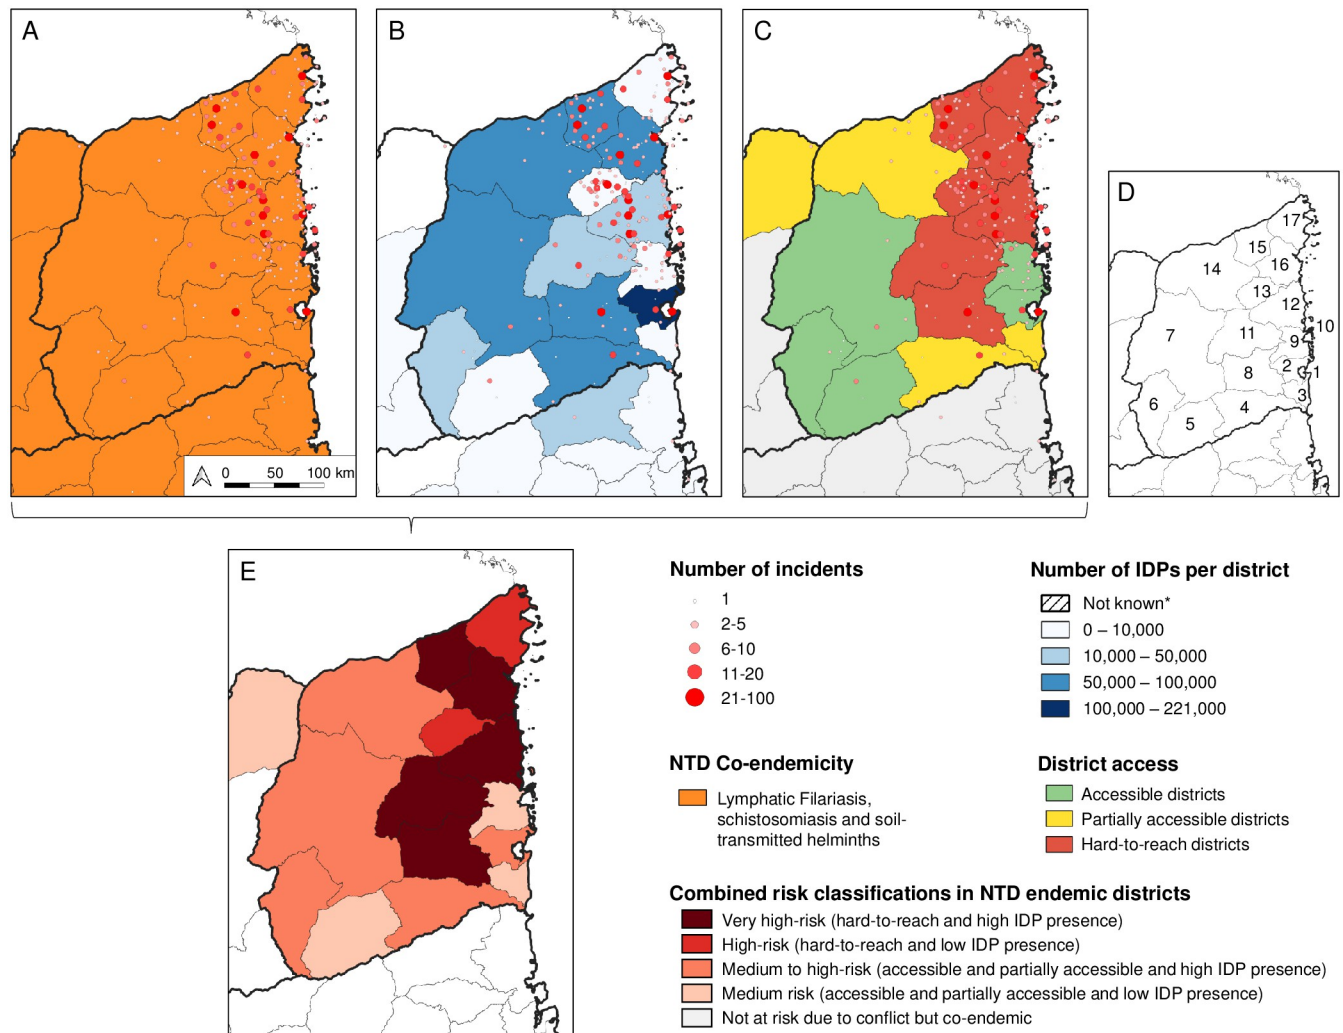 A
B
C
D
0 50 100 km
17
15
16
14
13
12
10
7
11
9
8
2
1
6
3
4
5
E
Number of incidents
1
2-5
6-10
11-20
21-100
Number of IDPs per district
Not known*
0 – 10,000
10,000 – 50,000
50,000 – 100,000
100,000 – 221,000
NTD Co-endemicity
Lymphatic Filariasis,
schistosomiasis and soil-
transmitted helminths
District access
Accessible districts
Partially accessible districts
Hard-to-reach districts
Combined risk classifications in NTD endemic districts
Very high-risk (hard-to-reach and high IDP presence)
High-risk (hard-to-reach and low IDP presence)
Medium to high-risk (accessible and partially accessible and high IDP presence)
Medium risk (accessible and partially accessible and low IDP presence)
Not at risk due to conflict but co-endemic